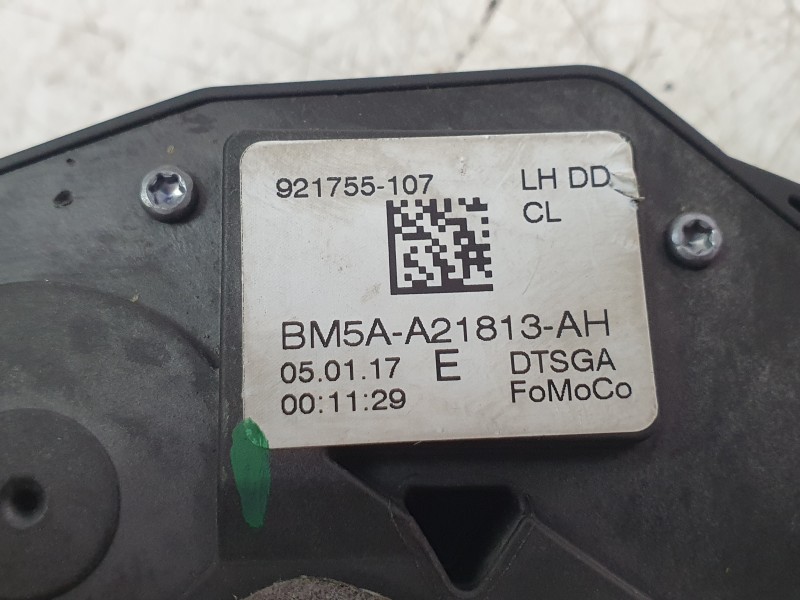 921755-107 LH DD
CL
BM5A-A21813-AH
05.01.17 E DTSGA
00:11:29 FoMoCo